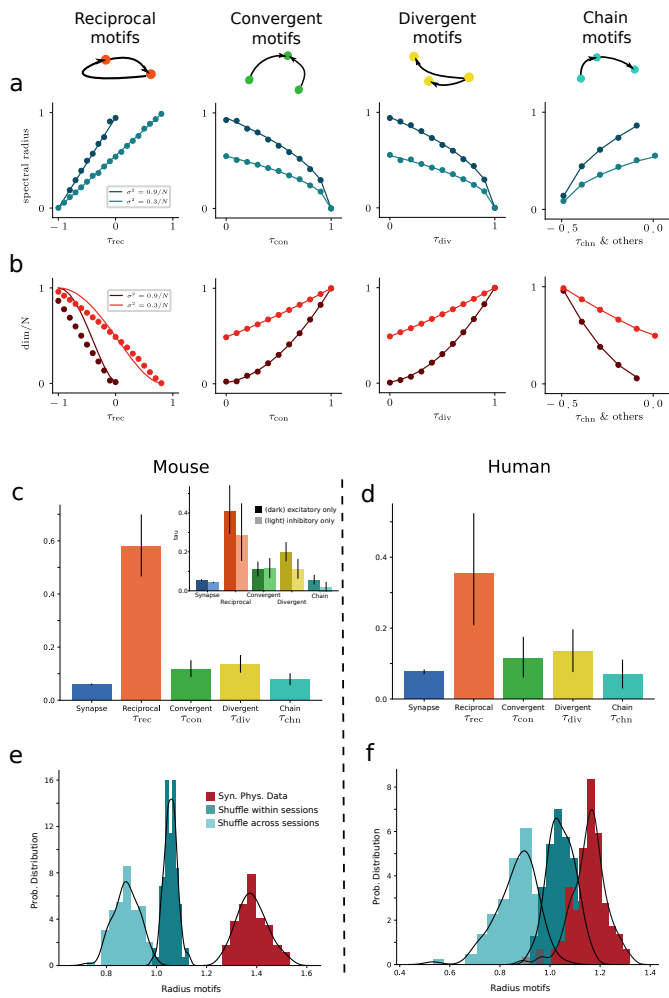 Reciprocal motifs
Convergent motifs
Divergent motifs
Chain motifs
a
spectral radius
1
0
σ² = 0.9/N
σ² = 0.3/N
− 1
0
1
τrec
1
0
0
1
τcon
1
0
0
1
τdiv
1
0
− 0,5
0,0
τchn & others
b
dim/N
1
0
σ² = 0.9/N
σ² = 0.3/N
− 1
0
1
τrec
1
0
0
1
τcon
1
0
0
1
τdiv
1
0
− 0,5
0,0
τchn & others
Mouse
Human
c
0.6
0.4
0.2
0.0
Synapse
Reciprocal
τrec
Convergent
τcon
Divergent
τdiv
Chain
τchn
tau
0.4
0.2
0.0
(dark) excitatory only
(light) inhibitory only
Synapse
Reciprocal
Convergent
Divergent
Chain
d
0.4
0.2
0.0
Synapse
Reciprocal
τrec
Convergent
τcon
Divergent
τdiv
Chain
τchn
e
Prob. Distribution
16
12
8
4
0
Syn. Phys. Data
Shuffle within sessions
Shuffle across sessions
0.8
1.0
1.2
1.4
1.6
Radius motifs
f
Prob. Distribution
8
6
4
2
0
0.4
0.6
0.8
1.0
1.2
1.4
Radius motifs